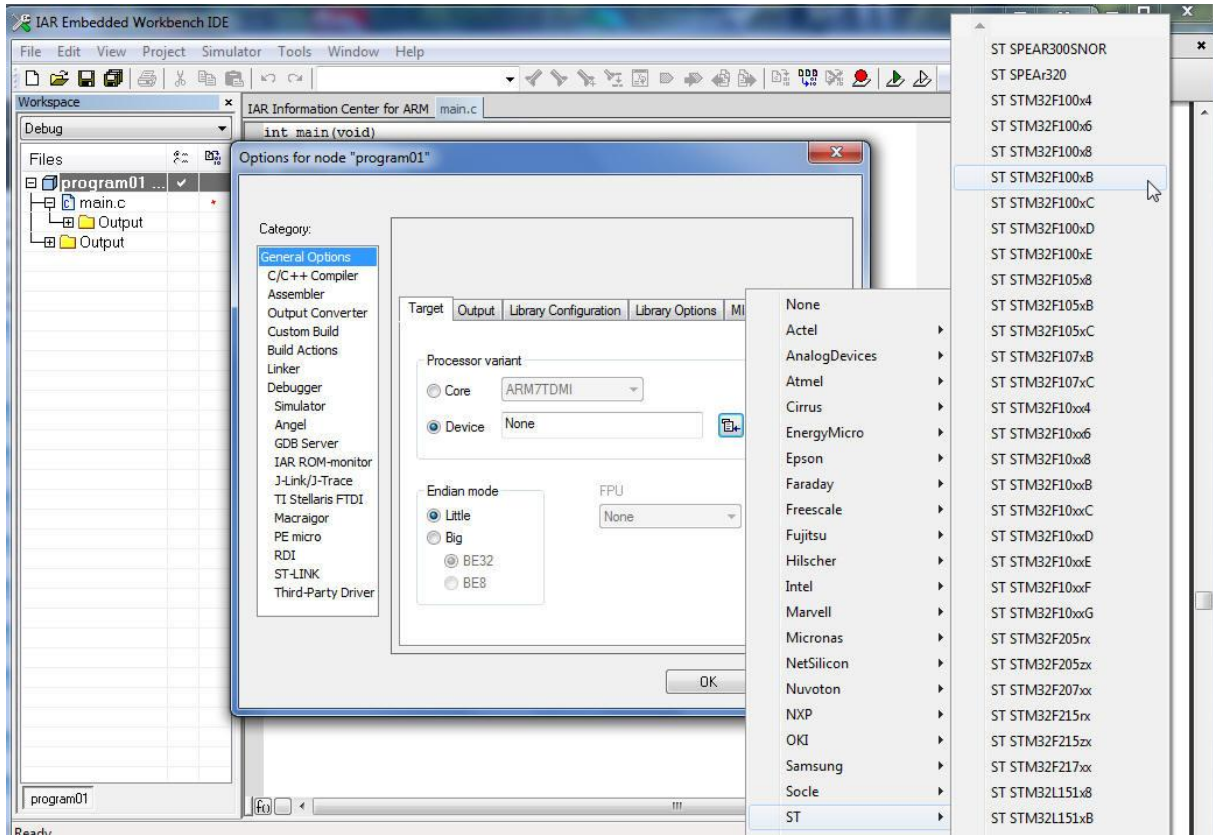 IAR Embedded Workbench IDE
File Edit View Project Simulator Tools Window Help
Workspace
IAR Information Center for ARM main.c
Debug
int main(void)
Files
program01 ...
main.c
Output
Output
program01
Ready
Options for node "program01"
Category:
General Options
C/C++ Compiler
Assembler
Output Converter
Custom Build
Build Actions
Linker
Debugger
Simulator
Angel
GDB Server
IAR ROM-monitor
J-Link/J-Trace
TI Stellaris FTDI
Macraigor
PE micro
RDI
ST-LINK
Third-Party Driver
Target Output Library Configuration Library Options MI
Processor variant
Core ARM7TDMI
Device None
Endian mode
Little
Big
BE32
BE8
FPU
None
OK
None
Actel
AnalogDevices
Atmel
Cirrus
EnergyMicro
Epson
Faraday
Freescale
Fujitsu
Hilscher
Intel
Marvell
Micronas
NetSilicon
Nuvoton
NXP
OKI
Samsung
Socle
ST
ST SPEAR300SNOR
ST SPEAr320
ST STM32F100x4
ST STM32F100x6
ST STM32F100x8
ST STM32F100xB
ST STM32F100xC
ST STM32F100xD
ST STM32F100xE
ST STM32F105x8
ST STM32F105xB
ST STM32F105xC
ST STM32F107xB
ST STM32F107xC
ST STM32F10xx4
ST STM32F10xx6
ST STM32F10xx8
ST STM32F10xxB
ST STM32F10xxC
ST STM32F10xxD
ST STM32F10xxE
ST STM32F10xxF
ST STM32F10xxG
ST STM32F205rx
ST STM32F205zx
ST STM32F207xx
ST STM32F215rx
ST STM32F215zx
ST STM32F217xx
ST STM32L151x8
ST STM32L151xB